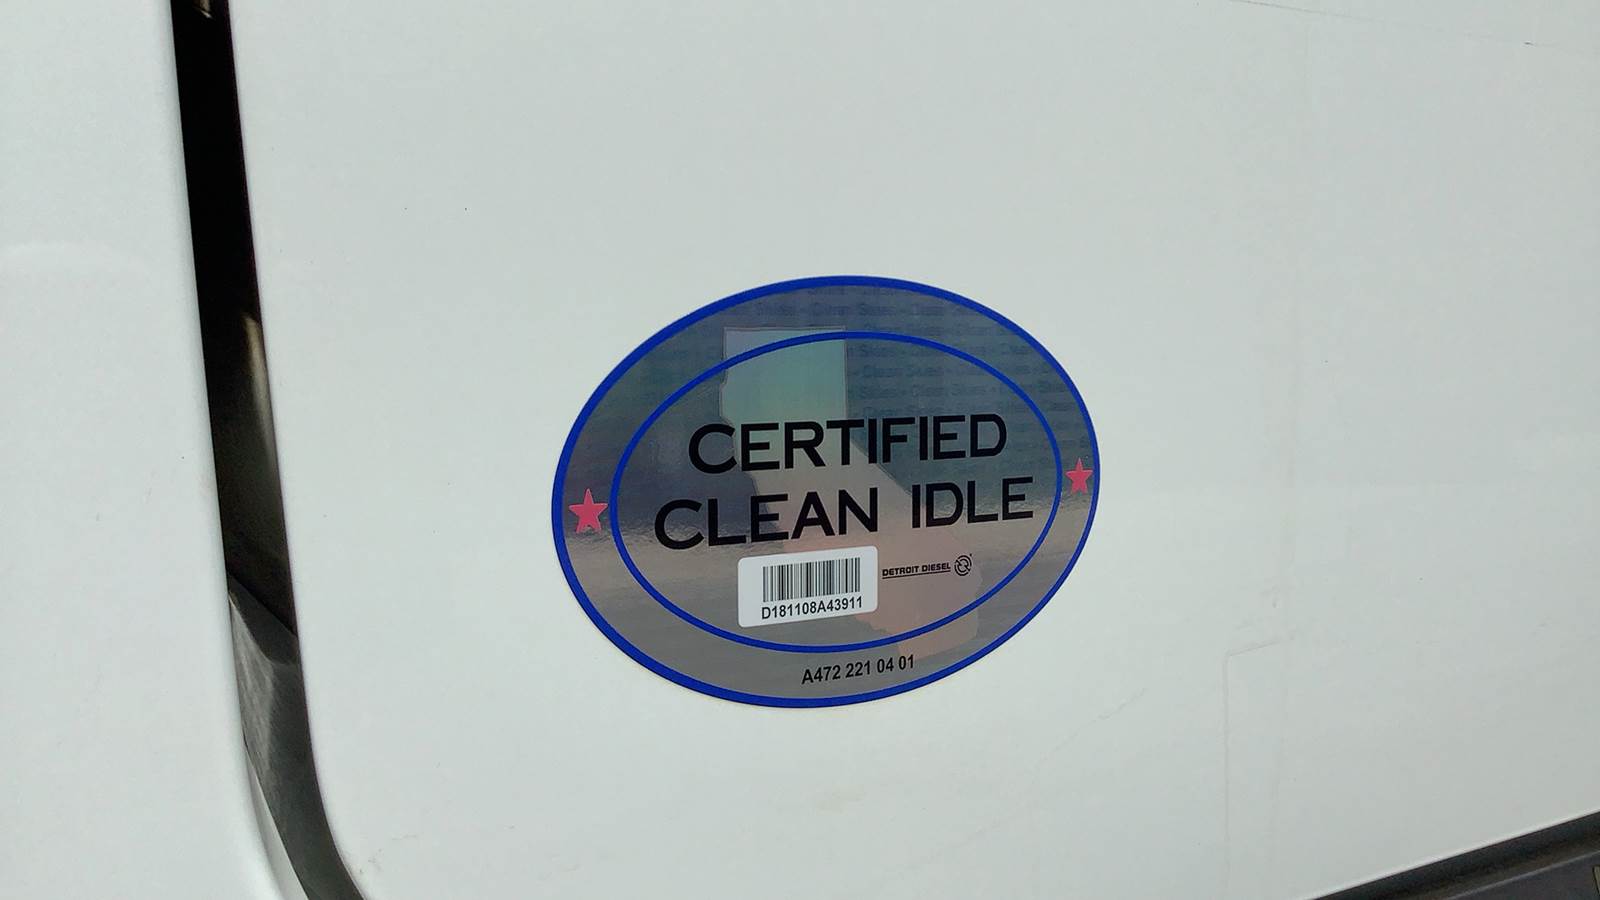 CERTIFIED
CLEAN IDLE
DETROIT DIESEL
D181108A43911
A472 221 04 01